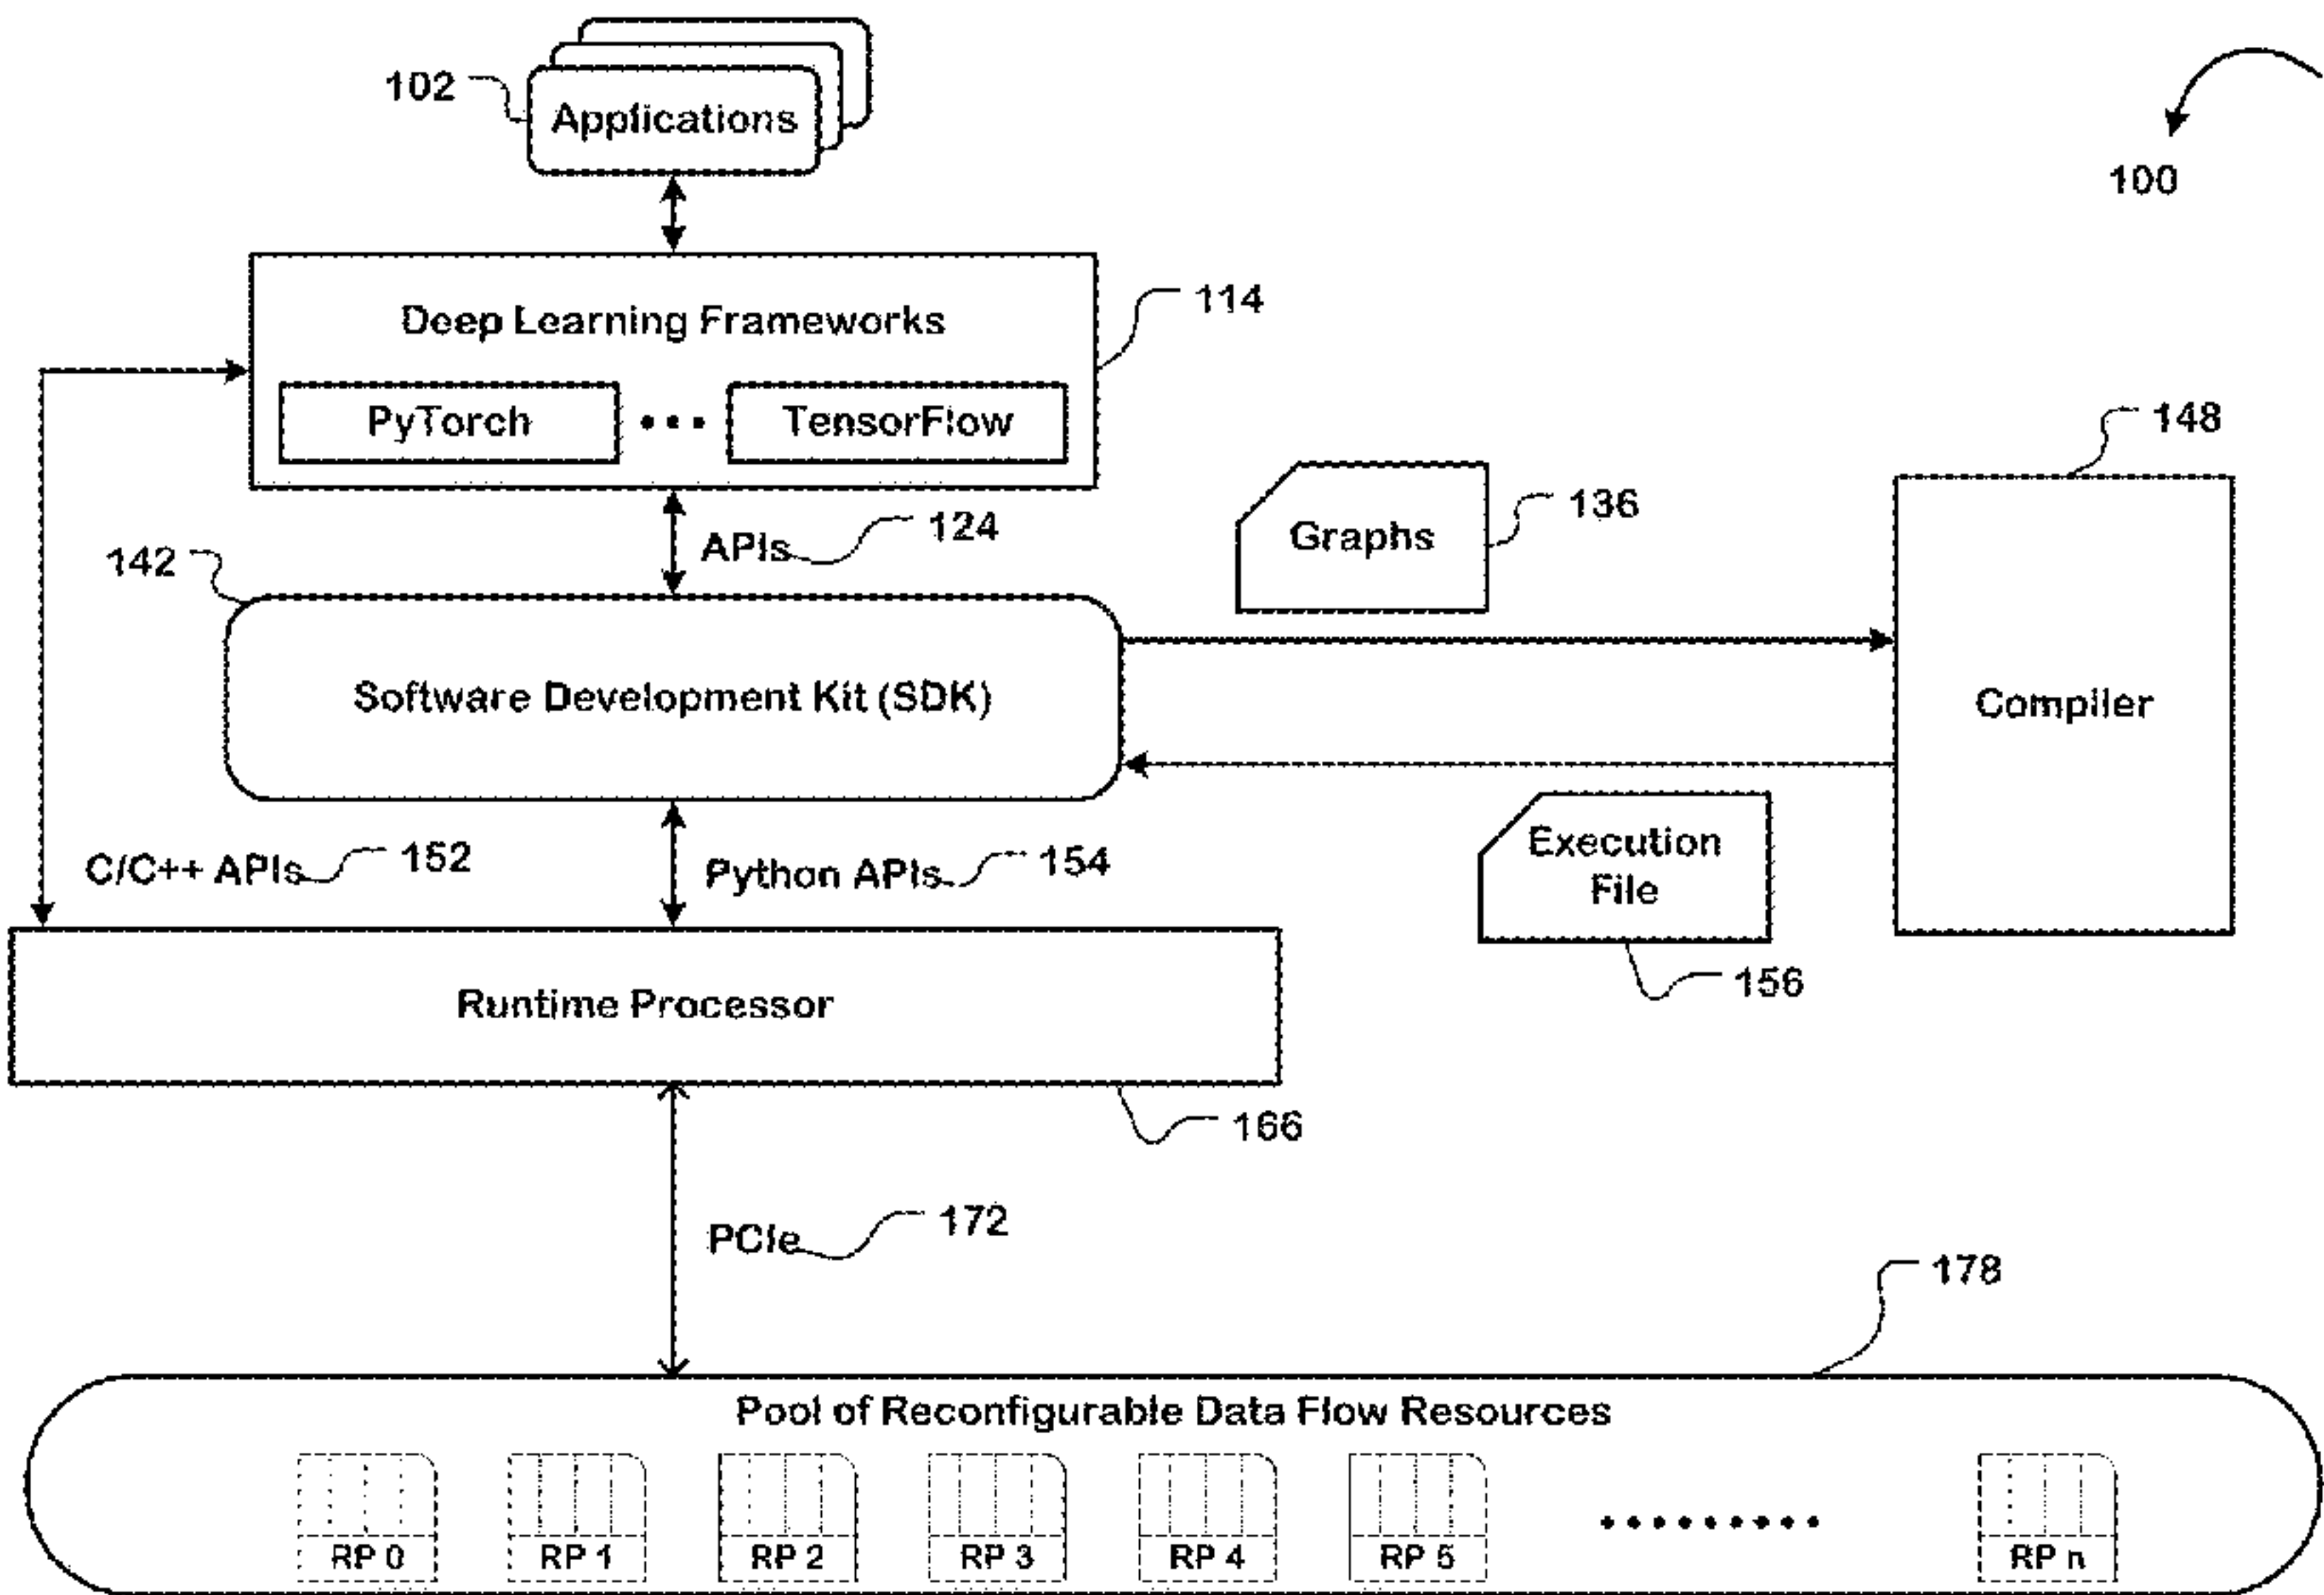 102
Applications
100
Deep Learning Frameworks
114
PyTorch ••• TensorFlow
148
124
APIs
Graphs
136
142
Software Development Kit (SDK)
Compiler
C/C++ APIs
152
Python APIs
154
Execution
File
156
Runtime Processor
166
PCIe
172
178
Pool of Reconfigurable Data Flow Resources
RP 0 RP 1 RP 2 RP 3 RP 4 RP 5 ••••••••• RP n